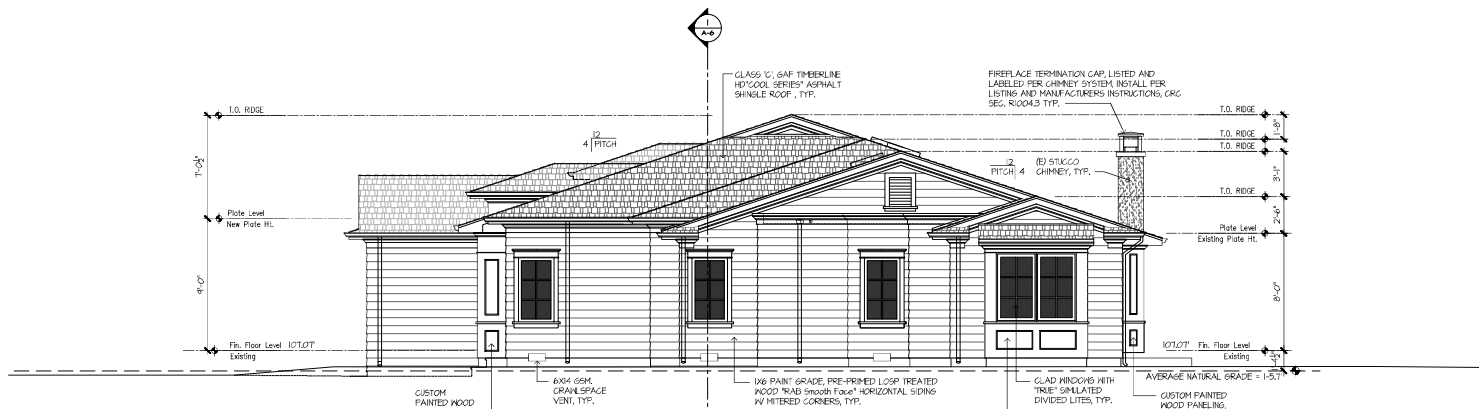 1
A-6
CLASS 'C', GAF TIMBERLINE
HD"COOL SERIES" ASPHALT
SHINGLE ROOF , TYP.
FIREPLACE TERMINATION CAP, LISTED AND
LABELED PER CHIMNEY SYSTEM, INSTALL PER
LISTING AND MANUFACTURERS INSTRUCTIONS, CRC
SEC. R1004.3 TYP.
T.O. RIDGE
T.O. RIDGE
1'-8"
T.O. RIDGE
T.O. RIDGE
12
4 PITCH
12
PITCH 4
(E) STUCCO
CHIMNEY, TYP.
7'-0½"
3'-1"
T.O. RIDGE
2'-6"
Plate Level
New Plate Ht.
Plate Level
Existing Plate Ht.
9'-0"
8'-0"
Fin. Floor Level 107.07'
Existing
107.07' Fin. Floor Level
Existing
AVERAGE NATURAL GRADE = 1-5.7'
CUSTOM
PAINTED WOOD
6X14 GSM.
CRAWLSPACE
VENT, TYP.
1X6 PAINT GRADE, PRE-PRIMED LOSP TREATED
WOOD "RAB Smooth Face" HORIZONTAL SIDING
W/ MITERED CORNERS, TYP.
CLAD WINDOWS WITH
"TRUE" SIMULATED
DIVIDED LITES, TYP.
CUSTOM PAINTED
WOOD PANELING,